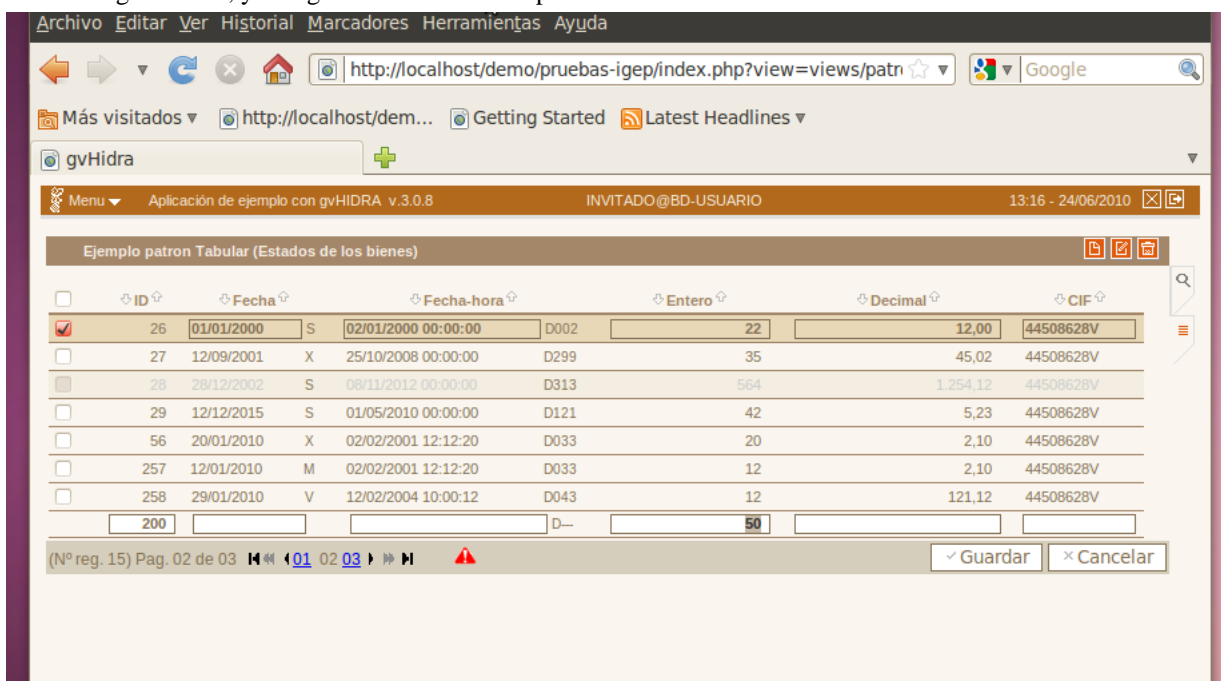 Archivo Editar Ver Historial Marcadores Herramientas Ayuda
http://localhost/demo/pruebas-igep/index.php?view=views/patr Google
Más visitados http://localhost/dem... Getting Started Latest Headlines
gvHidra
Menu Aplicación de ejemplo con gvHIDRA v.3.0.8 INVITADO@BD-USUARIO 13:16 - 24/06/2010
Ejemplo patron Tabular (Estados de los bienes)
ID Fecha Fecha-hora Entero Decimal CIF
26 01/01/2000 S 02/01/2000 00:00:00 D002 22 12,00 44508628V
27 12/09/2001 X 25/10/2008 00:00:00 D299 35 45,02 44508628V
28 28/12/2002 S 08/11/2012 00:00:00 D313 564 1.254,12 44508628V
29 12/12/2015 S 01/05/2010 00:00:00 D121 42 5,23 44508628V
56 20/01/2010 X 02/02/2001 12:12:20 D033 20 2,10 44508628V
257 12/01/2010 M 02/02/2001 12:12:20 D033 12 2,10 44508628V
258 29/01/2010 V 12/02/2004 10:00:12 D043 12 121,12 44508628V
200 D--- 50
(Nº reg. 15) Pag. 02 de 03 01 02 03 Guardar Cancelar